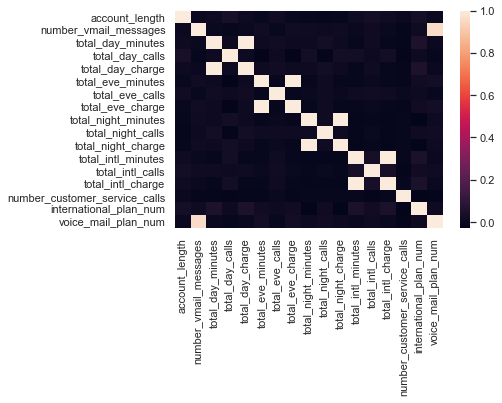 account_length
number_vmail_messages
total_day_minutes
total_day_calls
total_day_charge
total_eve_minutes
total_eve_calls
total_eve_charge
total_night_minutes
total_night_calls
total_night_charge
total_intl_minutes
total_intl_calls
total_intl_charge
number_customer_service_calls
international_plan_num
voice_mail_plan_num
account_length
number_vmail_messages
total_day_minutes
total_day_calls
total_day_charge
total_eve_minutes
total_eve_calls
total_eve_charge
total_night_minutes
total_night_calls
total_night_charge
total_intl_minutes
total_intl_calls
total_intl_charge
number_customer_service_calls
international_plan_num
voice_mail_plan_num
1.0
0.8
0.6
0.4
0.2
0.0